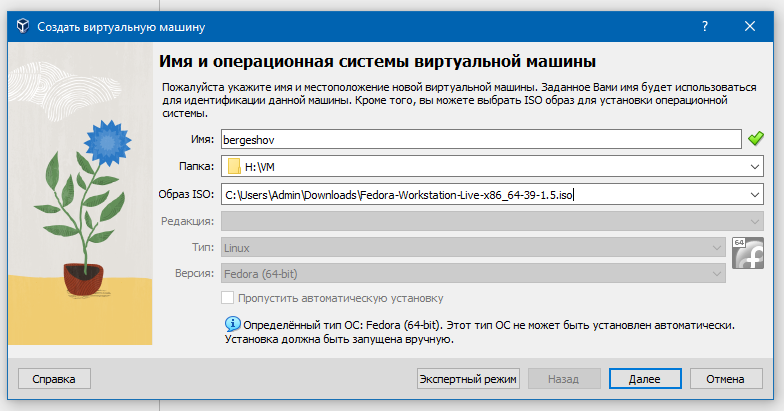 Создать виртуальную машину
?
Имя и операционная системы виртуальной машины
Пожалуйста укажите имя и местоположение новой виртуальной машины. Заданное Вами имя будет использоваться
для идентификации данной машины. Кроме того, вы можете выбрать ISO образ для установки операционной
системы.
Имя: bergeshov
Папка: H:\VM
Образ ISO: C:\Users\Admin\Downloads\Fedora-Workstation-Live-x86_64-39-1.5.iso
Редакция:
Тип: Linux
64
Версия: Fedora (64-bit)
Пропустить автоматическую установку
Определённый тип ОС: Fedora (64-bit). Этот тип ОС не может быть установлен автоматически.
Установка должна быть запущена вручную.
Справка Экспертный режим Назад Далее Отмена